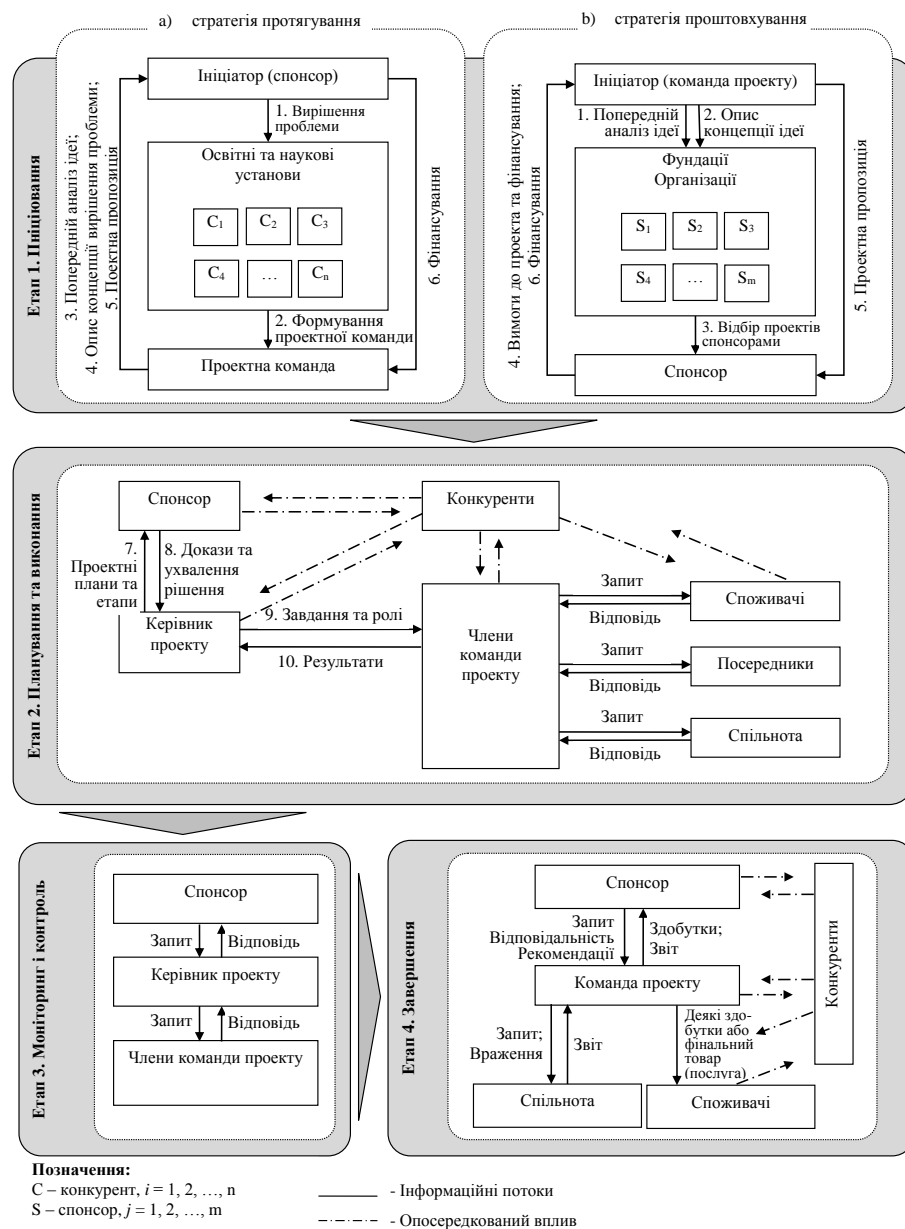 a) стратегія протягування
b) стратегія проштовхування
Етап 1. Ініціювання
Ініціатор (спонсор)
1. Вирішення
проблеми
Освітні та наукові
установи
C1 C2 C3
C4 … Cn
2. Формування
проектної команди
Проектна команда
3. Попередній аналіз ідеї;
4. Опис концепції вирішення проблеми;
5. Поектна пропозиція
6. Фінансування
Ініціатор (команда проекту)
1. Попередній
аналіз ідеї
2. Опис
концепції ідеї
Фундації
Організації
S1 S2 S3
S4 … Sm
3. Відбір проектів
спонсорами
Спонсор
4. Вимоги до проекта та фінансування;
6. Фінансування
5. Проектна пропозиція
Етап 2. Планування та виконання
Спонсор
Конкуренти
7.
Проектні
плани та
етапи
8. Докази та
ухвалення
рішення
Керівник
проекту
9. Завдання та ролі
10. Результати
Члени
команди
проекту
Запит
Відповідь
Споживачі
Запит
Відповідь
Посередники
Запит
Відповідь
Спільнота
Етап 3. Моніторинг і контроль
Спонсор
Запит
Відповідь
Керівник проекту
Запит
Відповідь
Члени команди проекту
Етап 4. Завершення
Спонсор
Запит
Відповідальність
Рекомендації
Здобутки;
Звіт
Команда проекту
Конкуренти
Запит;
Враження
Звіт
Деякі здо-
бутки або
фінальний
товар
(послуга)
Спільнота
Споживачі
Позначення:
C – конкурент, i = 1, 2, …, n
S – спонсор, j = 1, 2, …, m
- Інформаційні потоки
- Опосередкований вплив